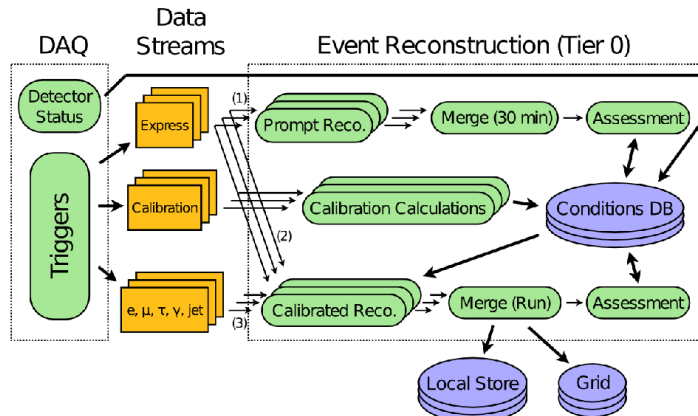 DAQ
Data
Streams
Event Reconstruction (Tier 0)
Detector
Status
Express
(1)
Prompt Reco.
Merge (30 min)
Assessment
Triggers
Calibration
Calibration Calculations
Conditions DB
(2)
e, μ, τ, γ, jet
(3)
Calibrated Reco.
Merge (Run)
Assessment
Local Store
Grid